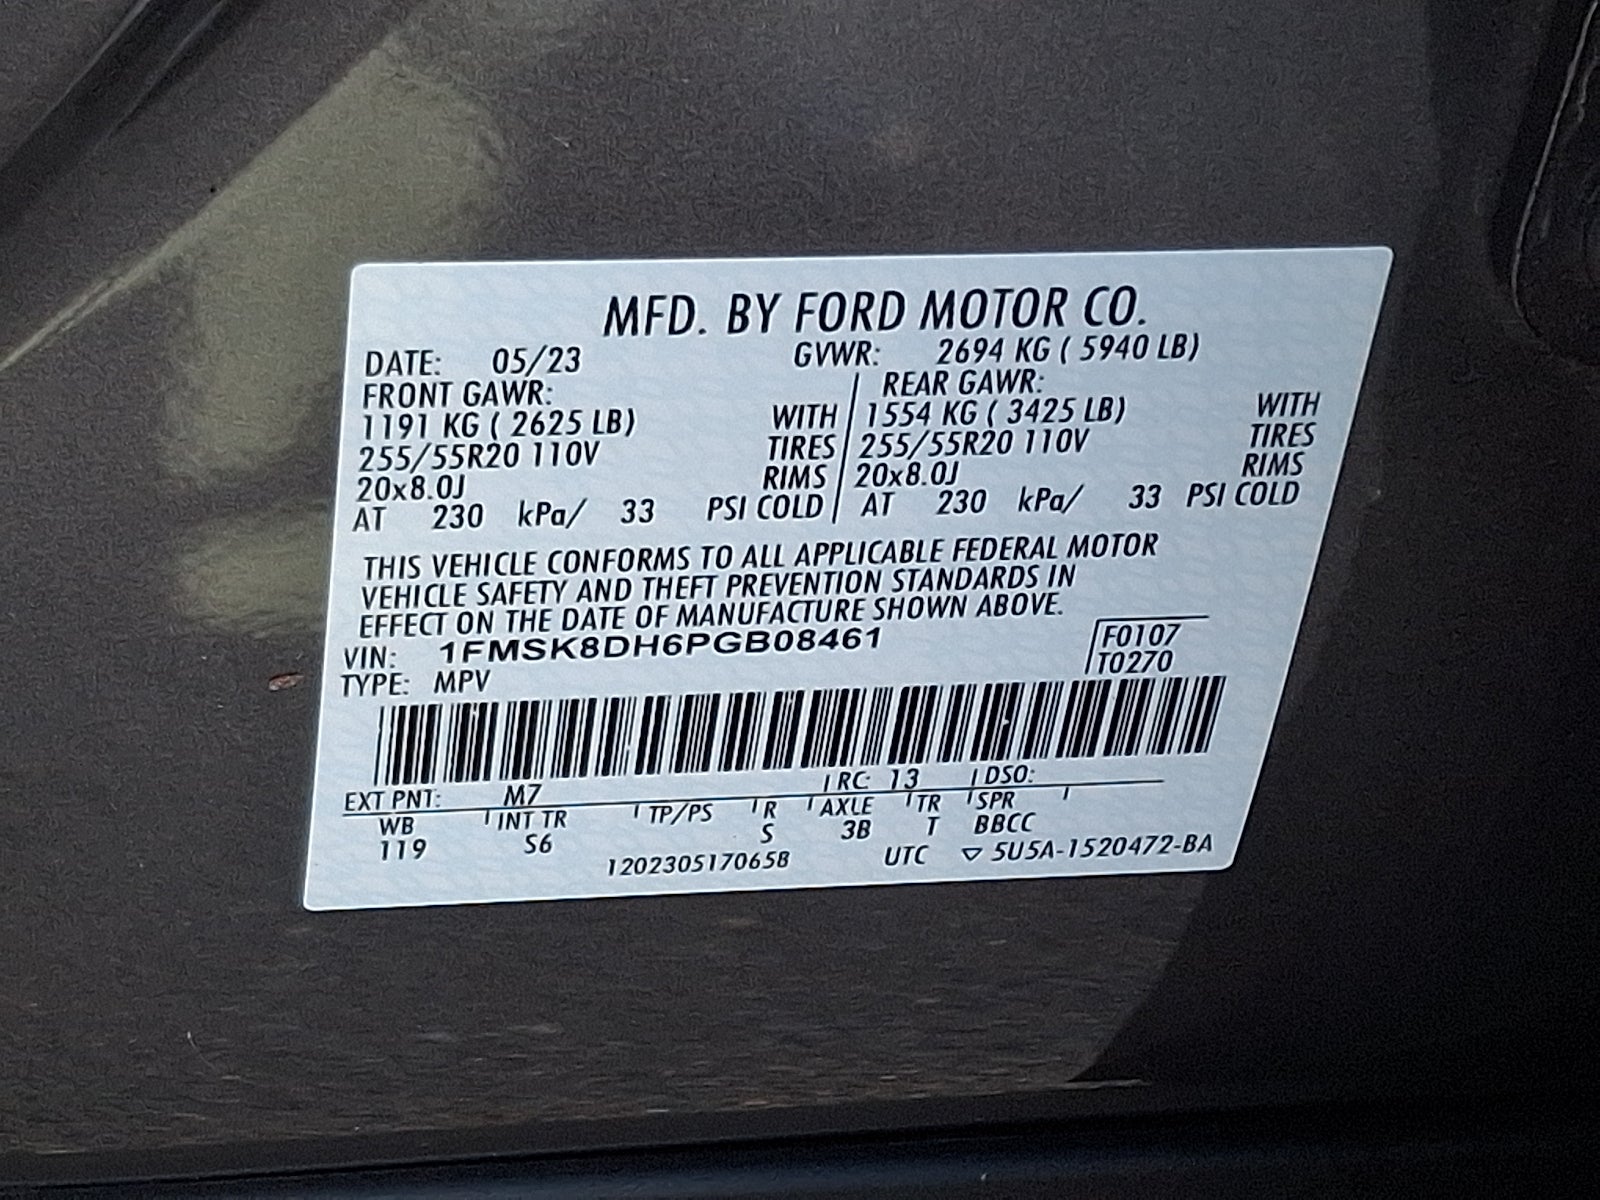 MFD. BY FORD MOTOR CO.
DATE: 05/23 GVWR: 2694 KG ( 5940 LB)
FRONT GAWR: REAR GAWR:
1191 KG ( 2625 LB) WITH 1554 KG ( 3425 LB) WITH
255/55R20 110V TIRES 255/55R20 110V TIRES
20x8.0J RIMS 20x8.0J RIMS
AT 230 kPa/ 33 PSI COLD AT 230 kPa/ 33 PSI COLD
THIS VEHICLE CONFORMS TO ALL APPLICABLE FEDERAL MOTOR
VEHICLE SAFETY AND THEFT PREVENTION STANDARDS IN
EFFECT ON THE DATE OF MANUFACTURE SHOWN ABOVE.
VIN: 1FMSK8DH6PGB08461 F0107
TYPE: MPV T0270
EXT PNT: M7 RC: 13 DSO:
WB INT TR TP/PS R AXLE TR SPR
119 S6 S 3B T BBCC
120230517065B UTC ▽ 5U5A-1520472-BA